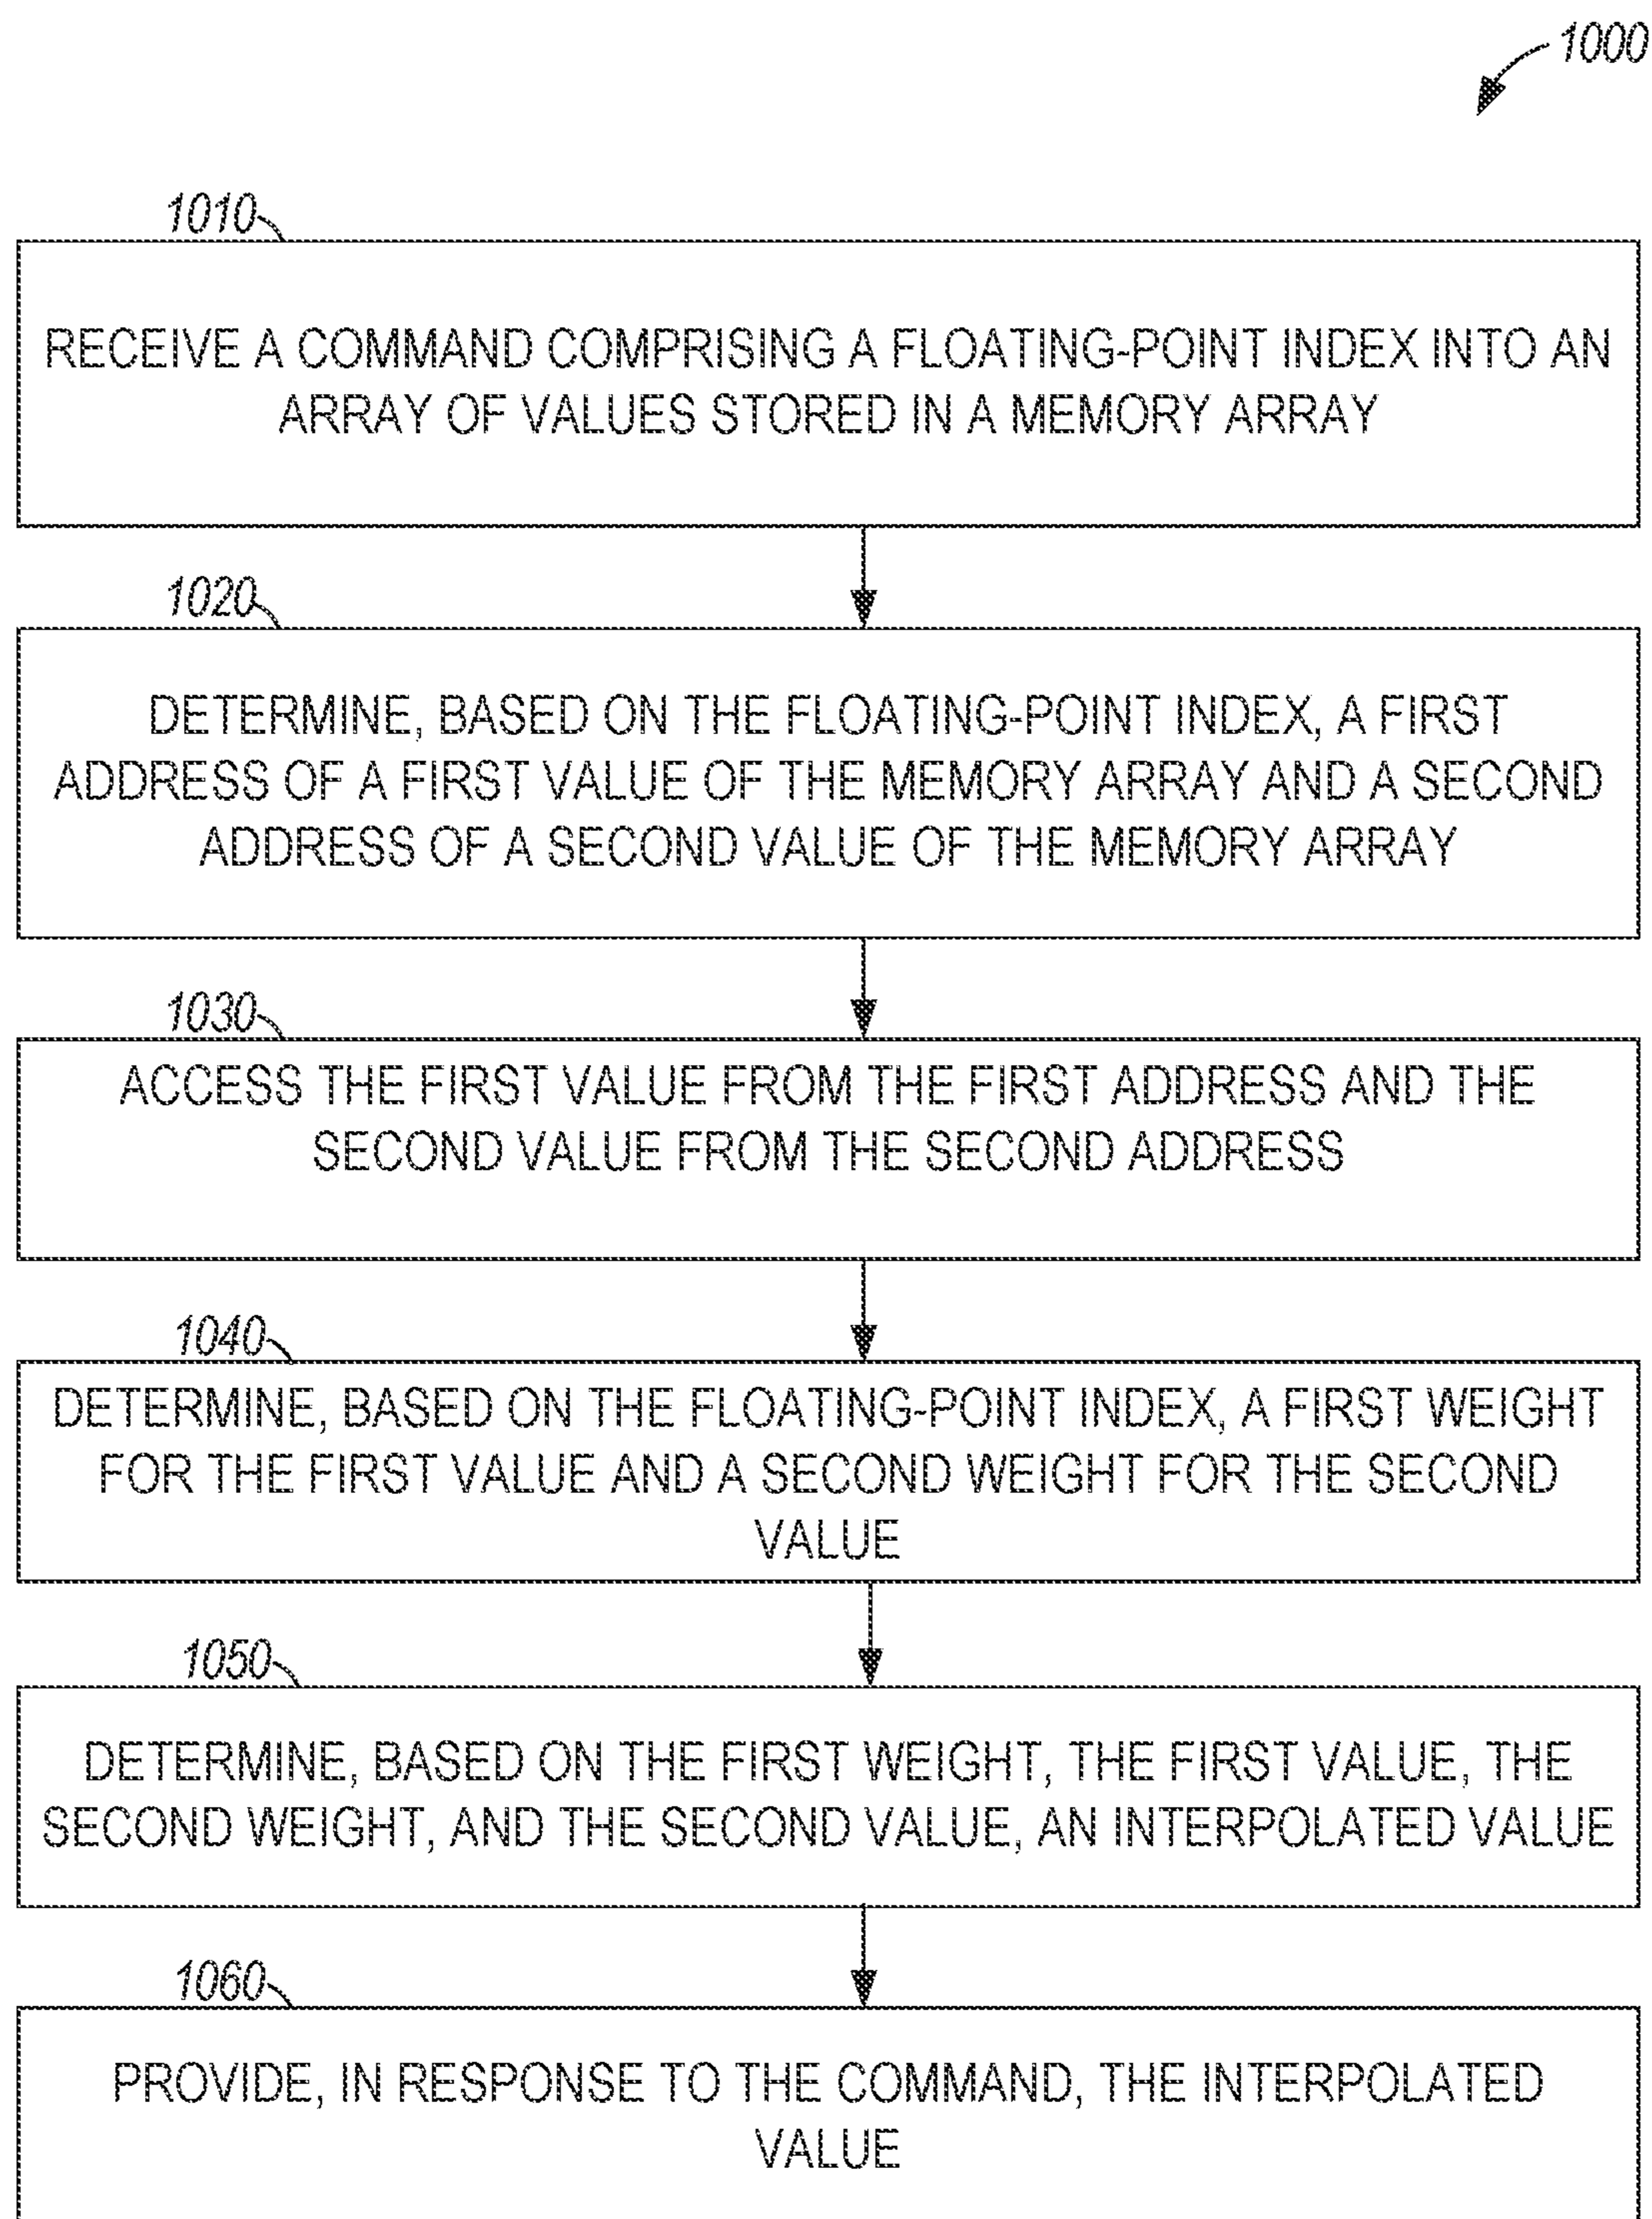 1000
1010
RECEIVE A COMMAND COMPRISING A FLOATING-POINT INDEX INTO AN
ARRAY OF VALUES STORED IN A MEMORY ARRAY
1020
DETERMINE, BASED ON THE FLOATING-POINT INDEX, A FIRST
ADDRESS OF A FIRST VALUE OF THE MEMORY ARRAY AND A SECOND
ADDRESS OF A SECOND VALUE OF THE MEMORY ARRAY
1030
ACCESS THE FIRST VALUE FROM THE FIRST ADDRESS AND THE
SECOND VALUE FROM THE SECOND ADDRESS
1040
DETERMINE, BASED ON THE FLOATING-POINT INDEX, A FIRST WEIGHT
FOR THE FIRST VALUE AND A SECOND WEIGHT FOR THE SECOND
VALUE
1050
DETERMINE, BASED ON THE FIRST WEIGHT, THE FIRST VALUE, THE
SECOND WEIGHT, AND THE SECOND VALUE, AN INTERPOLATED VALUE
1060
PROVIDE, IN RESPONSE TO THE COMMAND, THE INTERPOLATED
VALUE